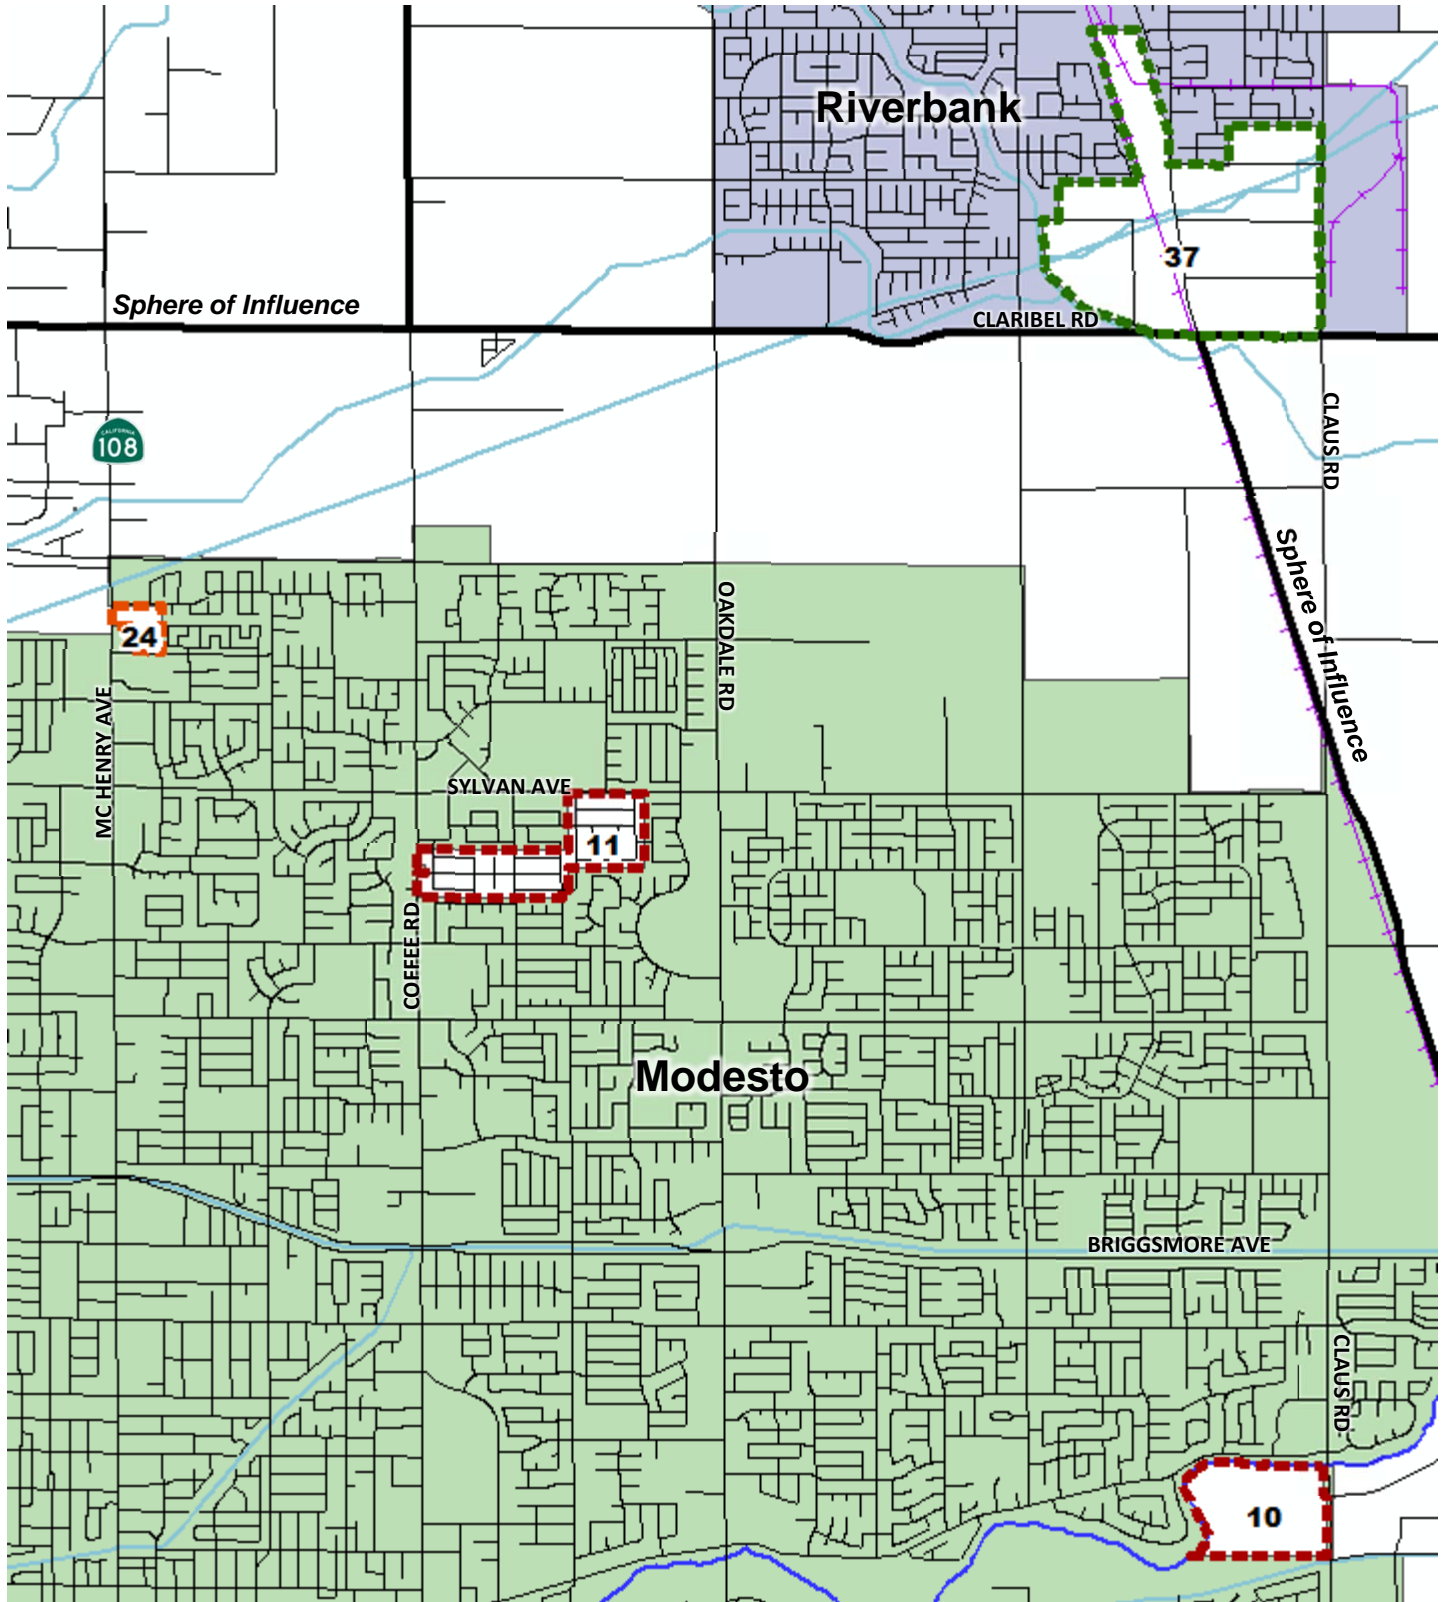 Riverbank
37
Sphere of Influence
CLARIBEL RD
CALIFORNIA
108
CLAUS RD
Sphere of Influence
24
OAKDALE RD
MC HENRY AVE
SYLVAN AVE
11
COFFEE RD
Modesto
BRIGGSMORE AVE
CLAUS RD
10